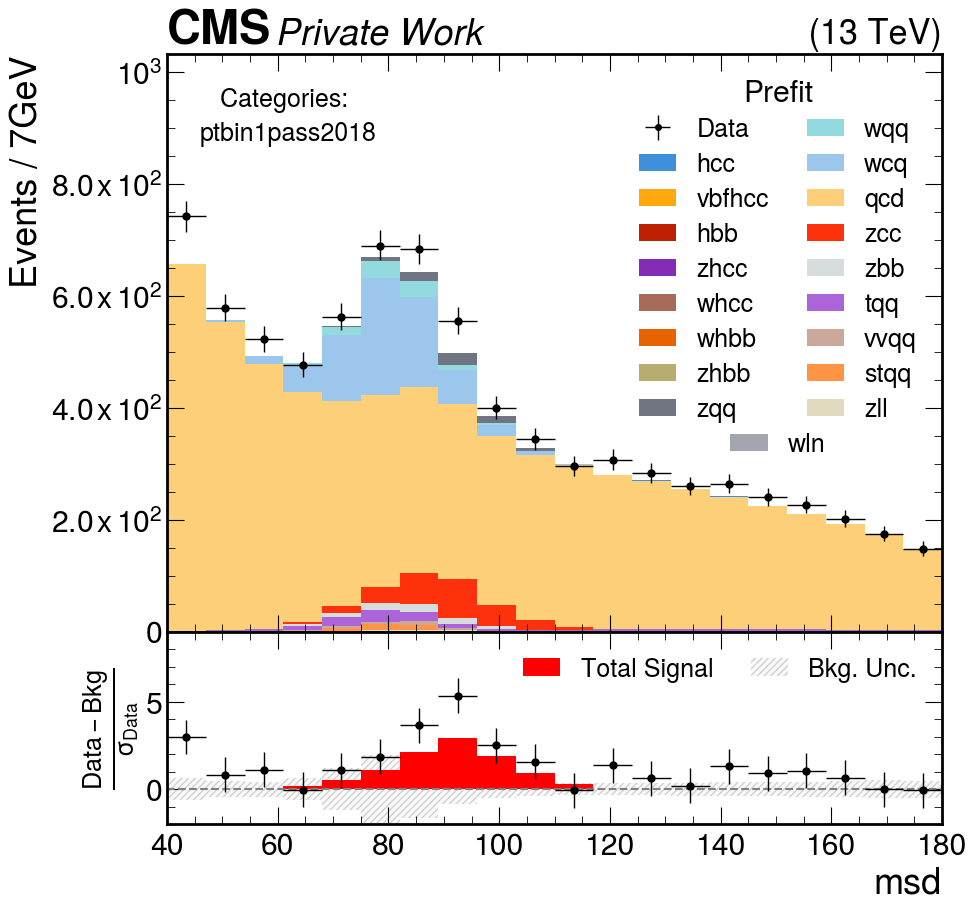 CMS Private Work (13 TeV)
Events / 7GeV
10³
8.0 x 10²
6.0 x 10²
4.0 x 10²
2.0 x 10²
0
Categories:
ptbin1pass2018
Prefit
Data wqq
hcc wcq
vbfhcc qcd
hbb zcc
zhcc zbb
whcc tqq
whbb vvqq
zhbb stqq
zqq zll
wln
Data – Bkg
σData
5
0
Total Signal Bkg. Unc.
40 60 80 100 120 140 160 180
msd